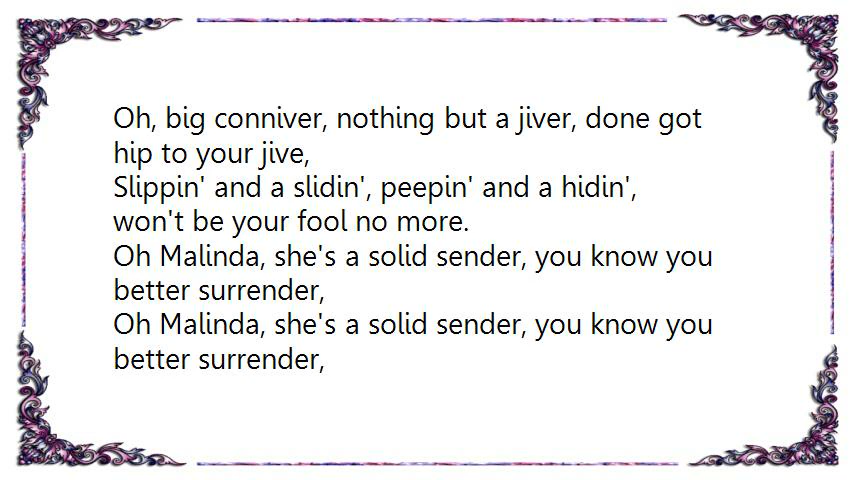 Oh, big conniver, nothing but a jiver, done got
hip to your jive,
Slippin' and a slidin', peepin' and a hidin',
won't be your fool no more.
Oh Malinda, she's a solid sender, you know you
better surrender,
Oh Malinda, she's a solid sender, you know you
better surrender,